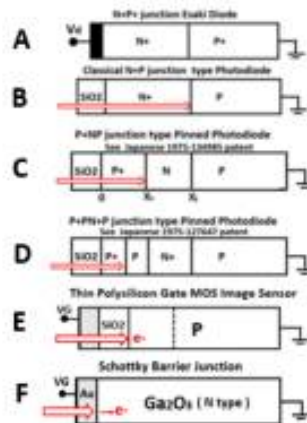 N+P+ junction Esaki Diode
A
Vd
N+ P+
Classical N+P junction type Photodiode
B
SiO2 N+ P
P+NP junction type Pinned Photodiode
See Japanese 1975-134985 patent
C
SiO2 P+ N P
P+PN+P junction type Pinned Photodiode
See Japanese 1975-127647 patent
D
SiO2 P+ P N+ P
Thin Polysilicon Gate MOS Image Sensor
E
VG
SiO2 e- P
Schottky Barrier Junction
F
VG
Au e- Ga2O3 ( N type )